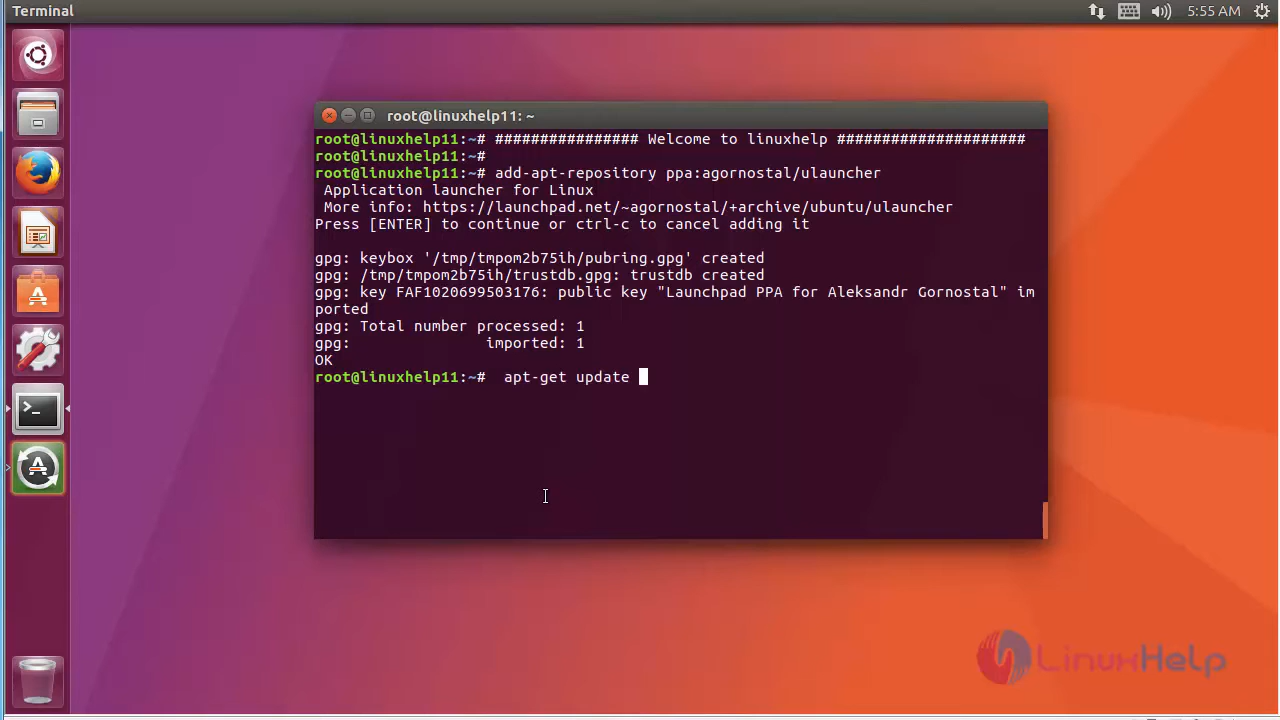 Terminal
5:55 AM
root@linuxhelp11: ~
root@linuxhelp11:~# ################ Welcome to linuxhelp #####################
root@linuxhelp11:~#
root@linuxhelp11:~# add-apt-repository ppa:agornostal/ulauncher
Application launcher for Linux
More info: https://launchpad.net/~agornostal/+archive/ubuntu/ulauncher
Press [ENTER] to continue or ctrl-c to cancel adding it
gpg: keybox '/tmp/tmpom2b75ih/pubring.gpg' created
gpg: /tmp/tmpom2b75ih/trustdb.gpg: trustdb created
gpg: key FAF1020699503176: public key "Launchpad PPA for Aleksandr Gornostal" im
ported
gpg: Total number processed: 1
gpg:                   imported: 1
OK
root@linuxhelp11:~#  apt-get update
LinuxHelp